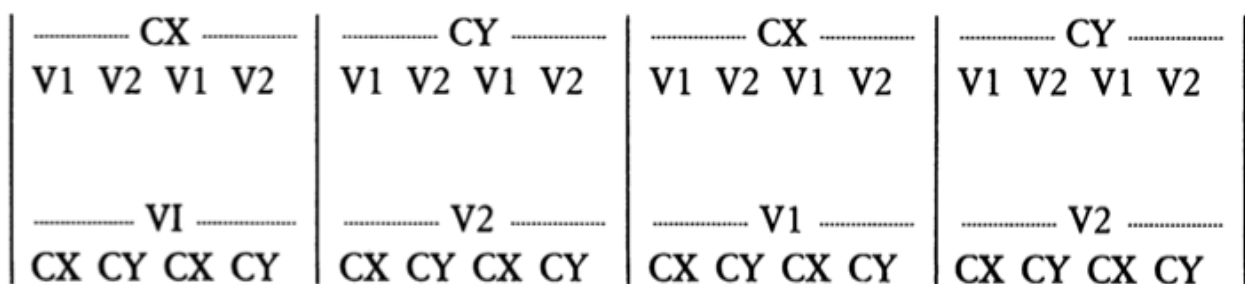 CX CY CX CY
V1 V2 V1 V2 V1 V2 V1 V2 V1 V2 V1 V2 V1 V2 V1 V2
VI V2 V1 V2
CX CY CX CY CX CY CX CY CX CY CX CY CX CY CX CY